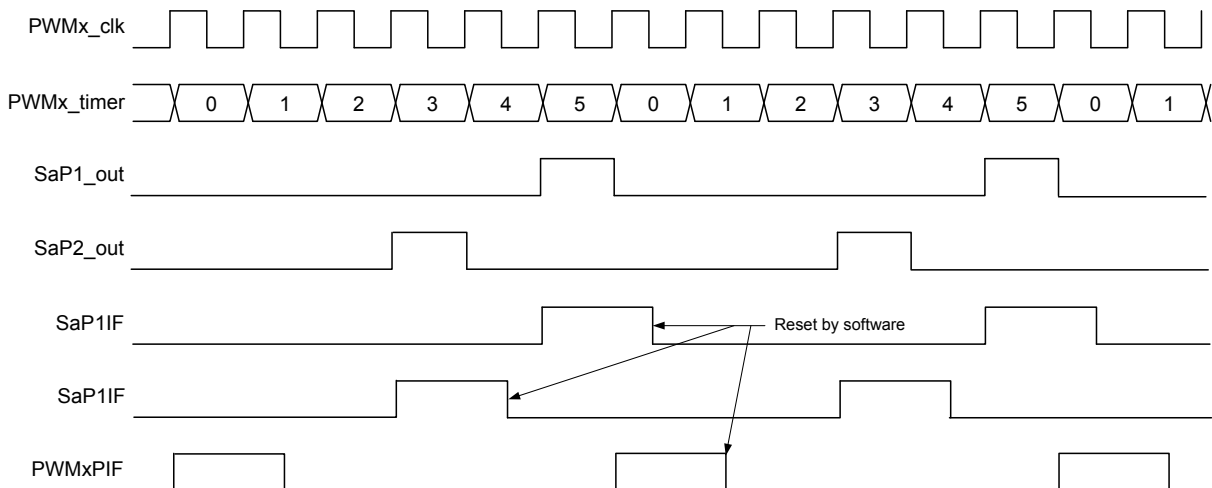 PWMx_clk
PWMx_timer 0 1 2 3 4 5 0 1 2 3 4 5 0 1
SaP1_out
SaP2_out
SaP1IF
Reset by software
SaP1IF
PWMxPIF